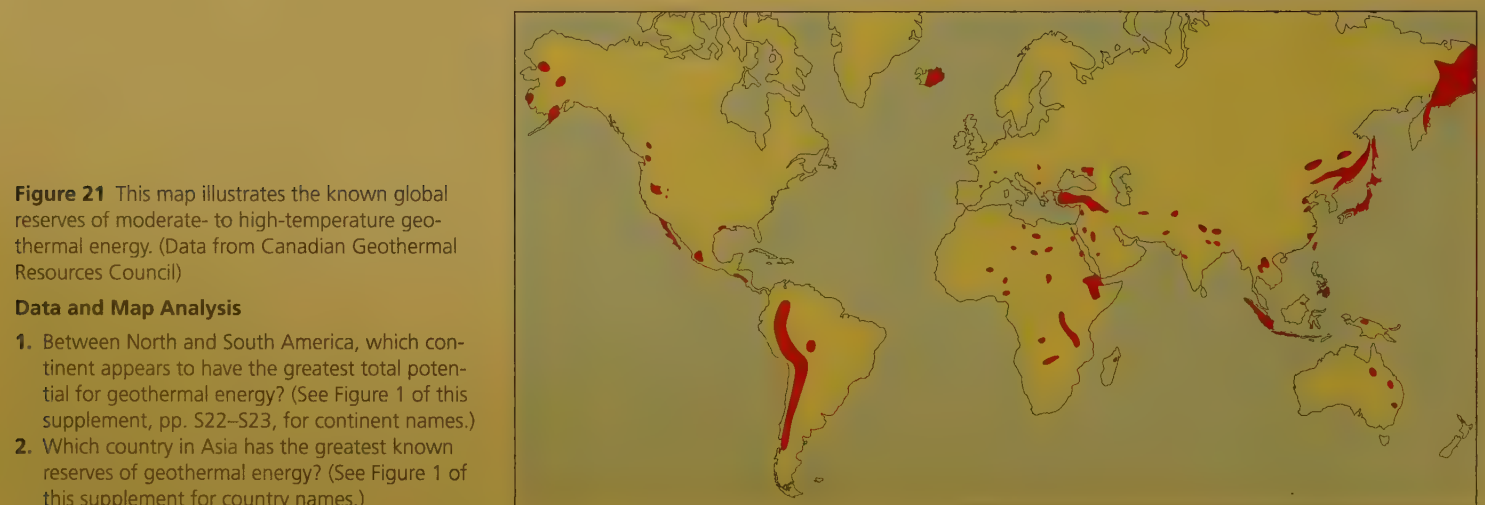 Figure 21 This map illustrates the known global
reserves of moderate- to high-temperature geo-
thermal energy. (Data from Canadian Geothermal
Resources Council)
Data and Map Analysis
1. Between North and South America, which con-
tinent appears to have the greatest total poten-
tial for geothermal energy? (See Figure 1 of this
supplement, pp. S22–S23, for continent names.)
2. Which country in Asia has the greatest known
reserves of geothermal energy? (See Figure 1 of
this supplement for country names.)